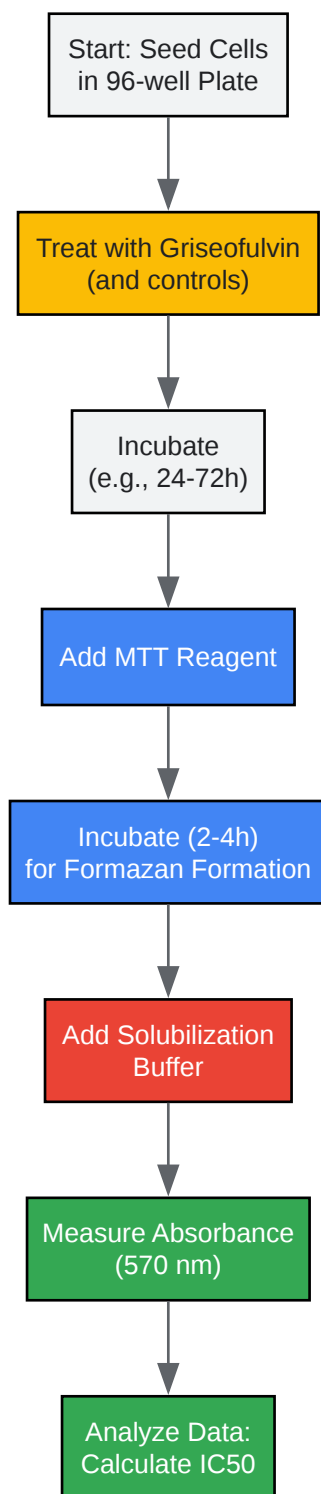 Start: Seed Cells
in 96-well Plate
Treat with Griseofulvin
(and controls)
Incubate
(e.g., 24-72h)
Add MTT Reagent
Incubate (2-4h)
for Formazan Formation
Add Solubilization
Buffer
Measure Absorbance
(570 nm)
Analyze Data:
Calculate IC50